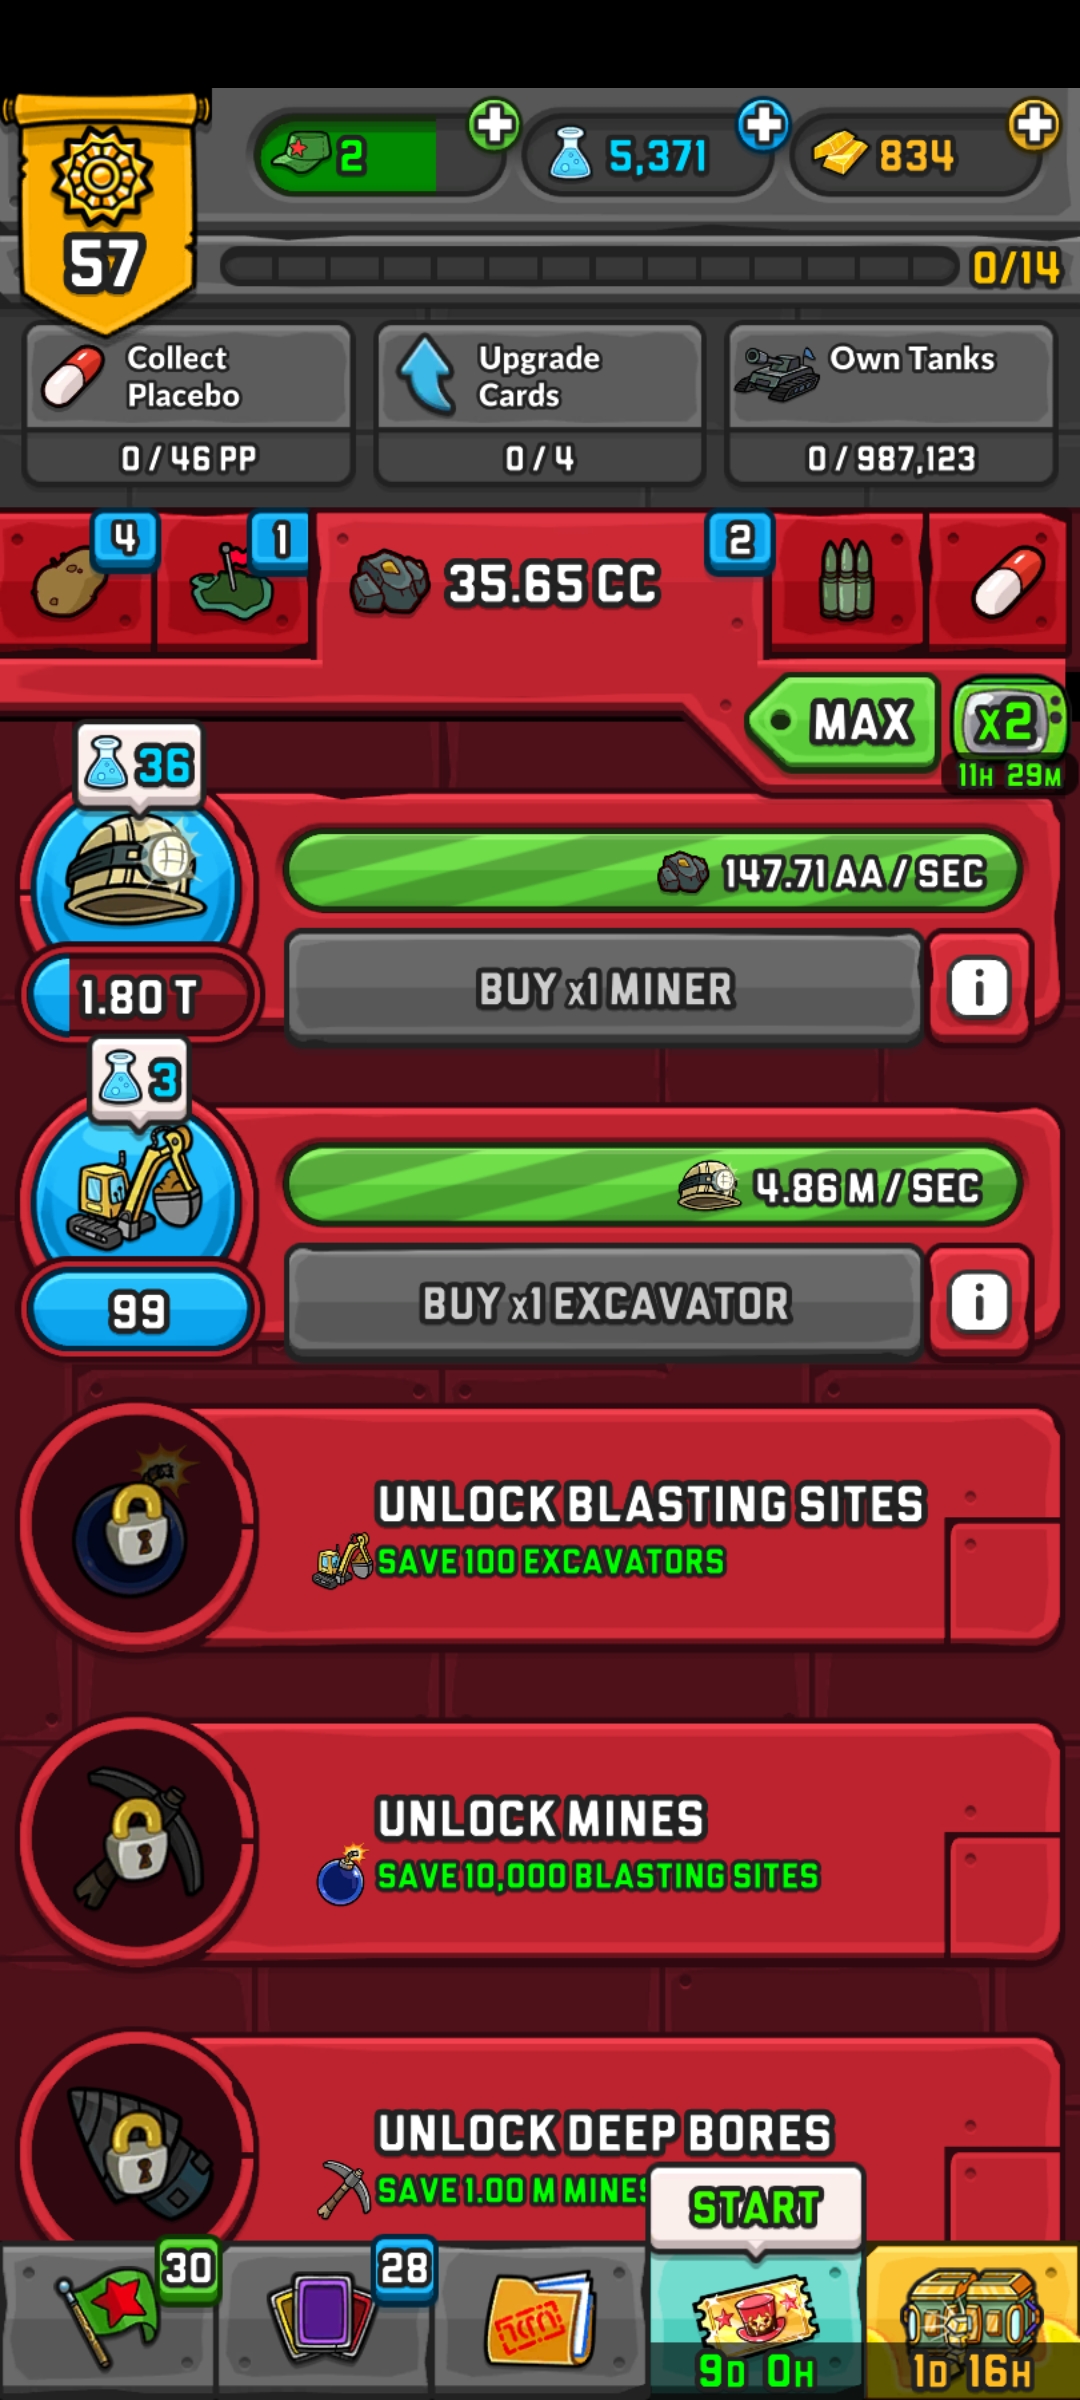 2
5,371
834
57
0/14
Collect
Placebo
0 / 46 PP
Upgrade
Cards
0 / 4
Own Tanks
0 / 987,123
4
1
35.65 CC
2
MAX
x2
11H 29M
36
147.71 AA / SEC
1.80 T
BUY x1 MINER
i
3
4.86 M / SEC
99
BUY x1 EXCAVATOR
i
UNLOCK BLASTING SITES
SAVE 100 EXCAVATORS
UNLOCK MINES
SAVE 10,000 BLASTING SITES
UNLOCK DEEP BORES
SAVE 1.00 M MINES
START
30
28
9D 0H
1D 16H